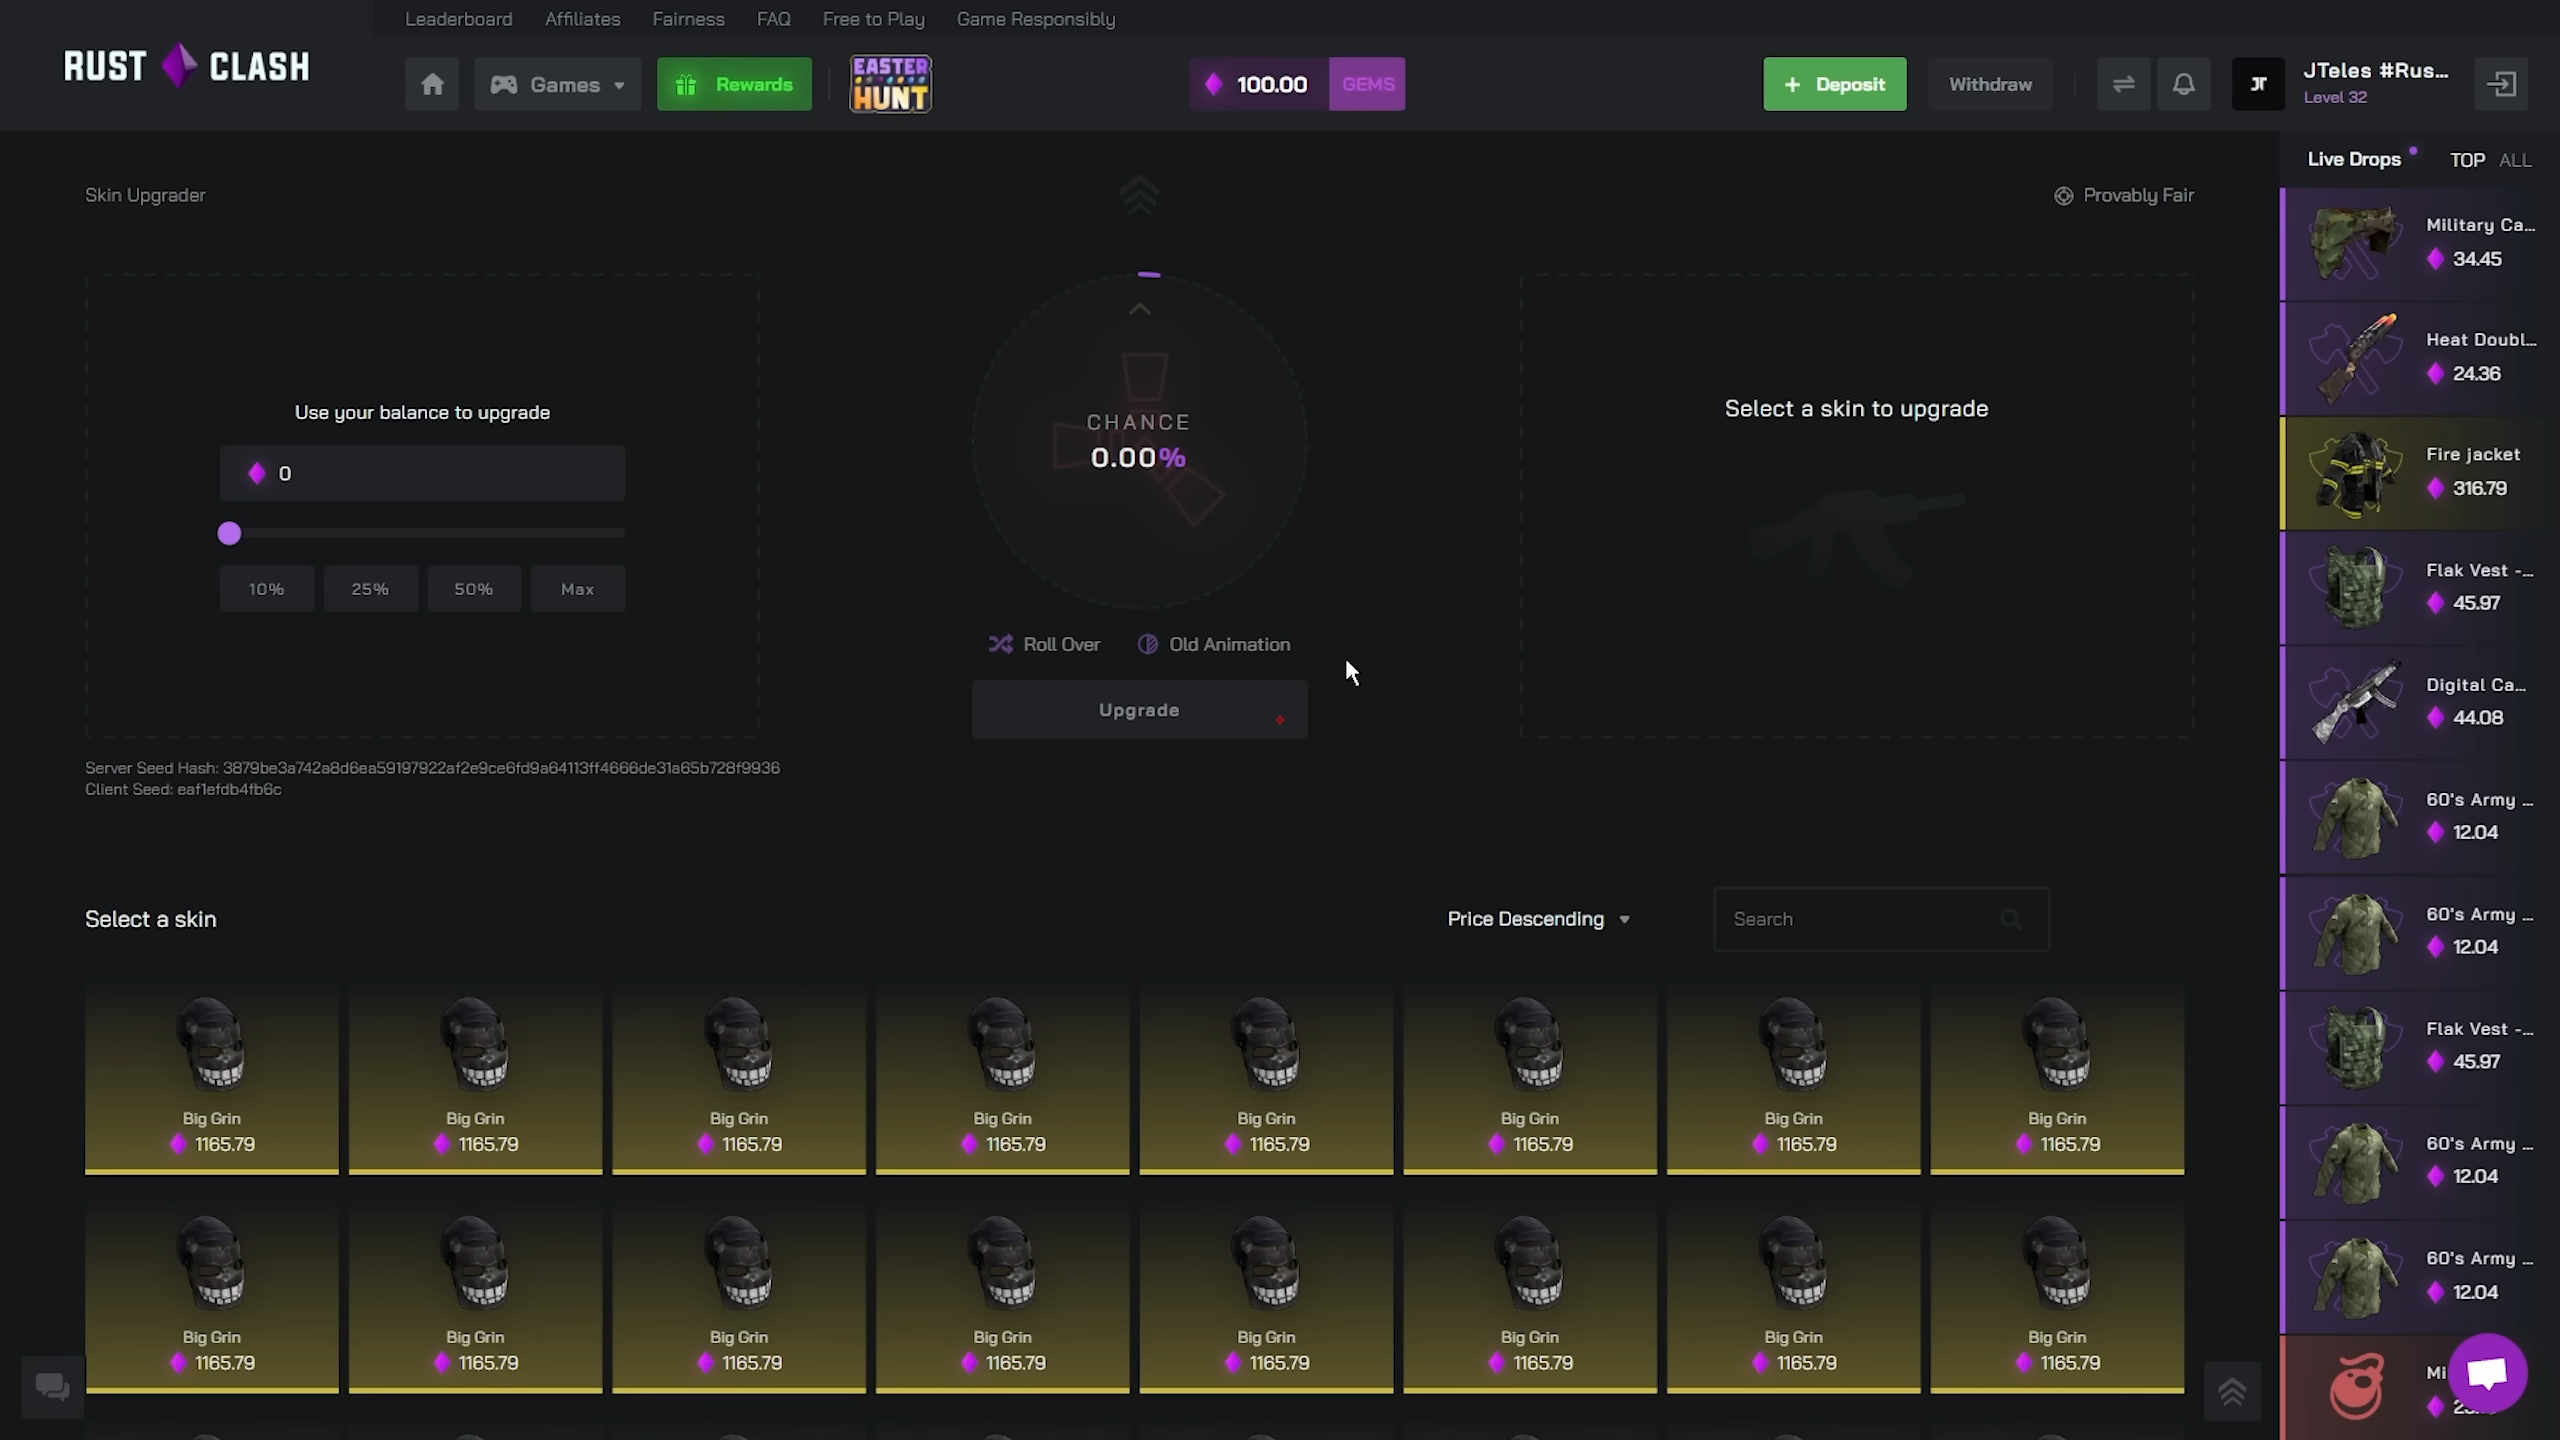 Leaderboard Affiliates Fairness FAQ Free to Play Game Responsibly
RUST CLASH
Games
Rewards
EASTER
HUNT
100.00 GEMS
+ Deposit
Withdraw
JT
JTeles #Rus...
Level 32
Skin Upgrader
Provably Fair
Use your balance to upgrade
0
10% 25% 50% Max
CHANCE
0.00%
Roll Over Old Animation
Upgrade
Select a skin to upgrade
Server Seed Hash: 3879be3a742a8d6ea59197922af2e9ce6fd9a64113ff4666de31a65b728f9936
Client Seed: eaf1efdb4fb6c
Select a skin
Price Descending
Search
Big Grin Big Grin Big Grin Big Grin Big Grin Big Grin Big Grin Big Grin
1165.79 1165.79 1165.79 1165.79 1165.79 1165.79 1165.79 1165.79
Big Grin Big Grin Big Grin Big Grin Big Grin Big Grin Big Grin Big Grin
1165.79 1165.79 1165.79 1165.79 1165.79 1165.79 1165.79 1165.79
Live Drops TOP ALL
Military Ca...
34.45
Heat Doubl...
24.36
Fire jacket
316.79
Flak Vest -...
45.97
Digital Ca...
44.08
60's Army ...
12.04
60's Army ...
12.04
Flak Vest -...
45.97
60's Army ...
12.04
60's Army ...
12.04